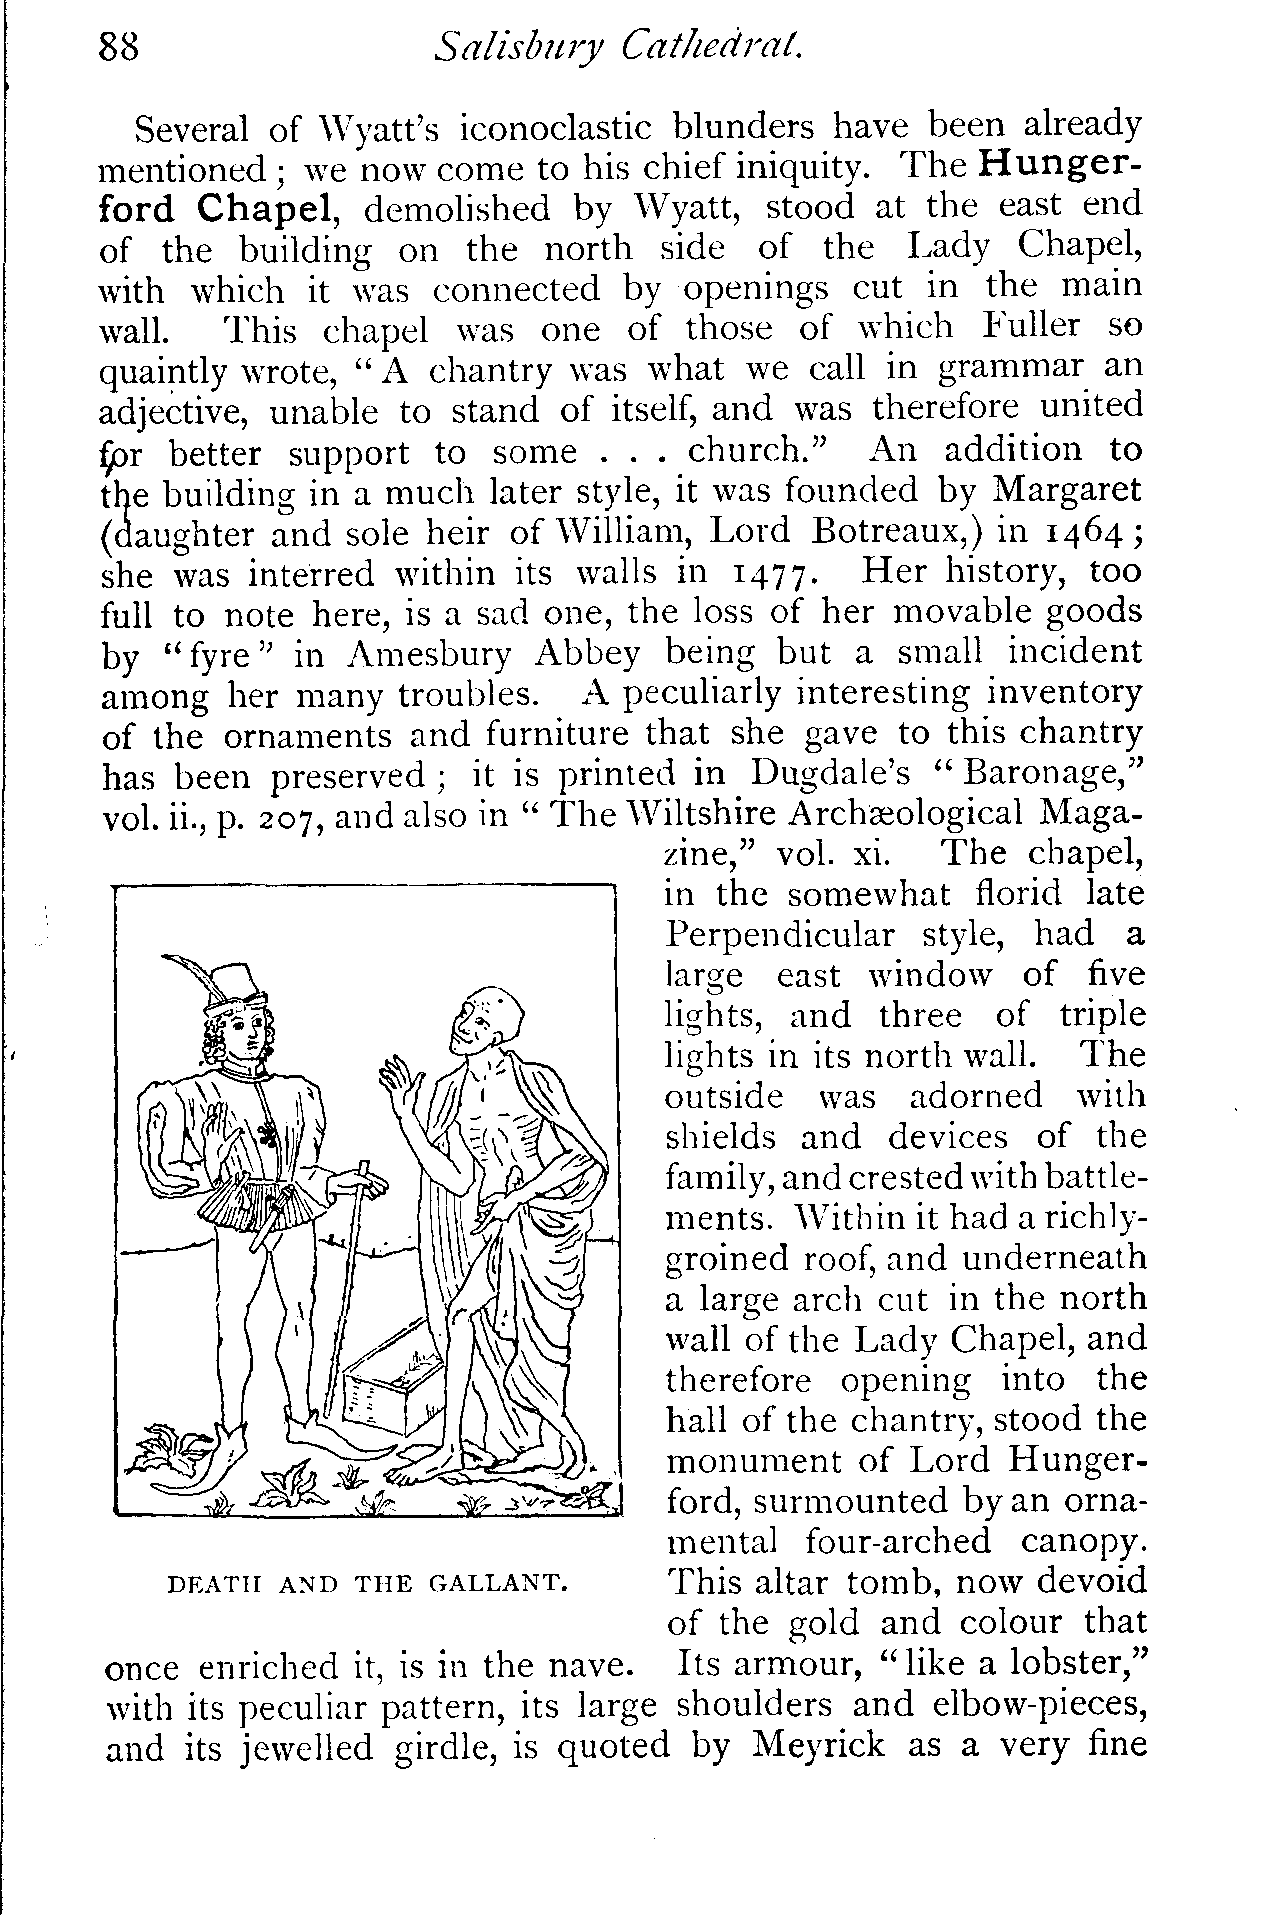 88 Salisbury Cathedral.
Several of Wyatt's iconoclastic blunders have been already
mentioned ; we now come to his chief iniquity. The Hunger-
ford Chapel, demolished by Wyatt, stood at the east end
of the building on the north side of the Lady Chapel,
with which it was connected by openings cut in the main
wall. This chapel was one of those of which Fuller so
quaintly wrote, “ A chantry was what we call in grammar an
adjective, unable to stand of itself, and was therefore united
for better support to some . . . church.” An addition to
the building in a much later style, it was founded by Margaret
(daughter and sole heir of William, Lord Botreaux,) in 1464 ;
she was interred within its walls in 1477. Her history, too
full to note here, is a sad one, the loss of her movable goods
by “ fyre ” in Amesbury Abbey being but a small incident
among her many troubles. A peculiarly interesting inventory
of the ornaments and furniture that she gave to this chantry
has been preserved ; it is printed in Dugdale's “ Baronage,”
vol. ii., p. 207, and also in “ The Wiltshire Archæological Maga-
zine,” vol. xi. The chapel,
in the somewhat florid late
Perpendicular style, had a
large east window of five
lights, and three of triple
lights in its north wall. The
outside was adorned with
shields and devices of the
family, and crested with battle-
ments. Within it had a richly-
groined roof, and underneath
a large arch cut in the north
wall of the Lady Chapel, and
therefore opening into the
hall of the chantry, stood the
monument of Lord Hunger-
ford, surmounted by an orna-
mental four-arched canopy.
This altar tomb, now devoid
of the gold and colour that
DEATH AND THE GALLANT.
once enriched it, is in the nave. Its armour, “ like a lobster,”
with its peculiar pattern, its large shoulders and elbow-pieces,
and its jewelled girdle, is quoted by Meyrick as a very fine